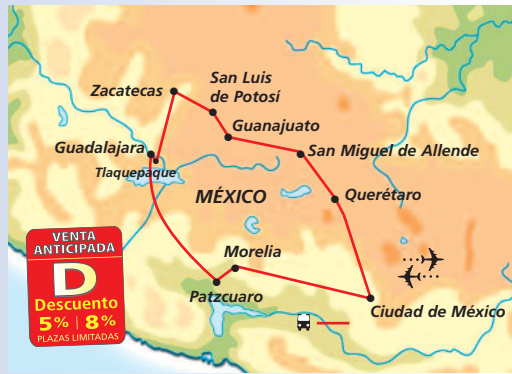 Zacatecas
San Luis
de Potosí
Guanajuato
Guadalajara
Tlaquepaque
San Miguel de Allende
MÉXICO
Querétaro
Morelia
Patzcuaro
Ciudad de México
VENTA
ANTICIPADA
D
Descuento
5% | 8%
PLAZAS LIMITADAS